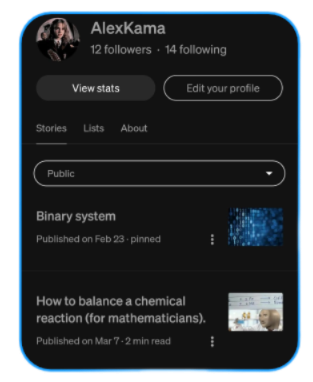 AlexKama
12 followers · 14 following
View stats
Edit your profile
Stories Lists About
Public
Binary system
Published on Feb 23 · pinned
How to balance a chemical
reaction (for mathematicians).
Published on Mar 7 · 2 min read